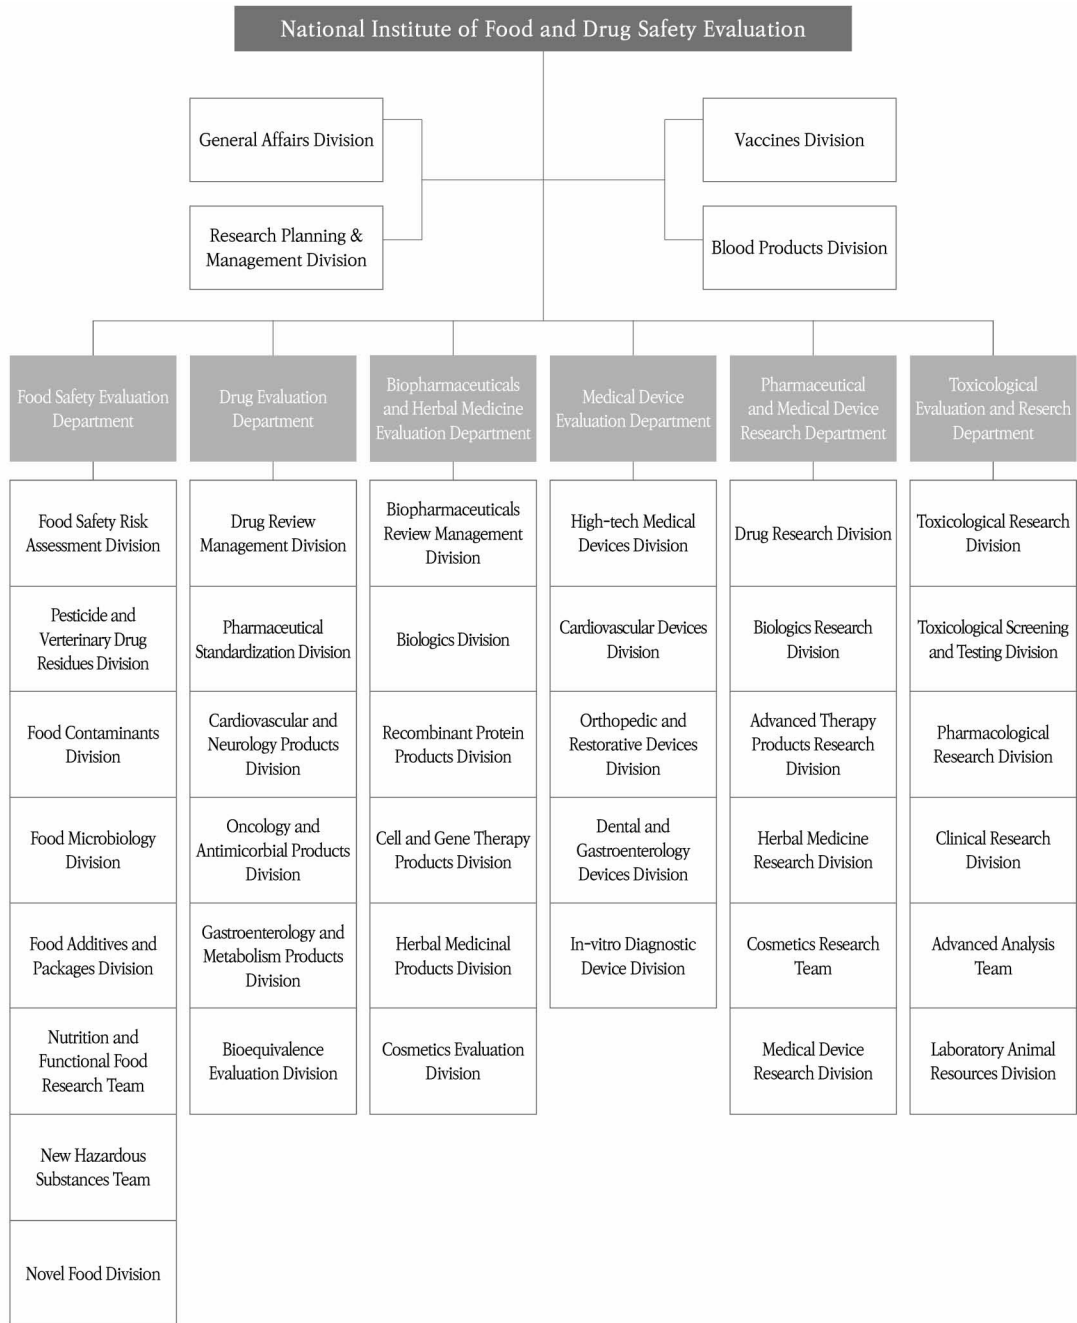 National Institute of Food and Drug Safety Evaluation
General Affairs Division
Vaccines Division
Research Planning &
Management Division
Blood Products Division
Food Safety Evaluation
Department
Drug Evaluation
Department
Biopharmaceuticals
and Herbal Medicine
Evaluation Department
Medical Device
Evaluation Department
Pharmaceutical
and Medical Device
Research Department
Toxicological
Evaluation and Reserch
Department
Food Safety Risk
Assessment Division
Pesticide and
Verterinary Drug
Residues Division
Food Contaminants
Division
Food Microbiology
Division
Food Additives and
Packages Division
Nutrition and
Functional Food
Research Team
New Hazardous
Substances Team
Novel Food Division
Drug Review
Management Division
Pharmaceutical
Standardization Division
Cardiovascular and
Neurology Products
Division
Oncology and
Antimicorbial Products
Division
Gastroenterology and
Metabolism Products
Division
Bioequivalence
Evaluation Division
Biopharmaceuticals
Review Management
Division
Biologics Division
Recombinant Protein
Products Division
Cell and Gene Therapy
Products Division
Herbal Medicinal
Products Division
Cosmetics Evaluation
Division
High-tech Medical
Devices Division
Cardiovascular Devices
Division
Orthopedic and
Restorative Devices
Division
Dental and
Gastroenterology
Devices Division
In-vitro Diagnostic
Device Division
Drug Research Division
Biologics Research
Division
Advanced Therapy
Products Research
Division
Herbal Medicine
Research Division
Cosmetics Research
Team
Medical Device
Research Division
Toxicological Research
Division
Toxicological Screening
and Testing Division
Pharmacological
Research Division
Clinical Research
Division
Advanced Analysis
Team
Laboratory Animal
Resources Division